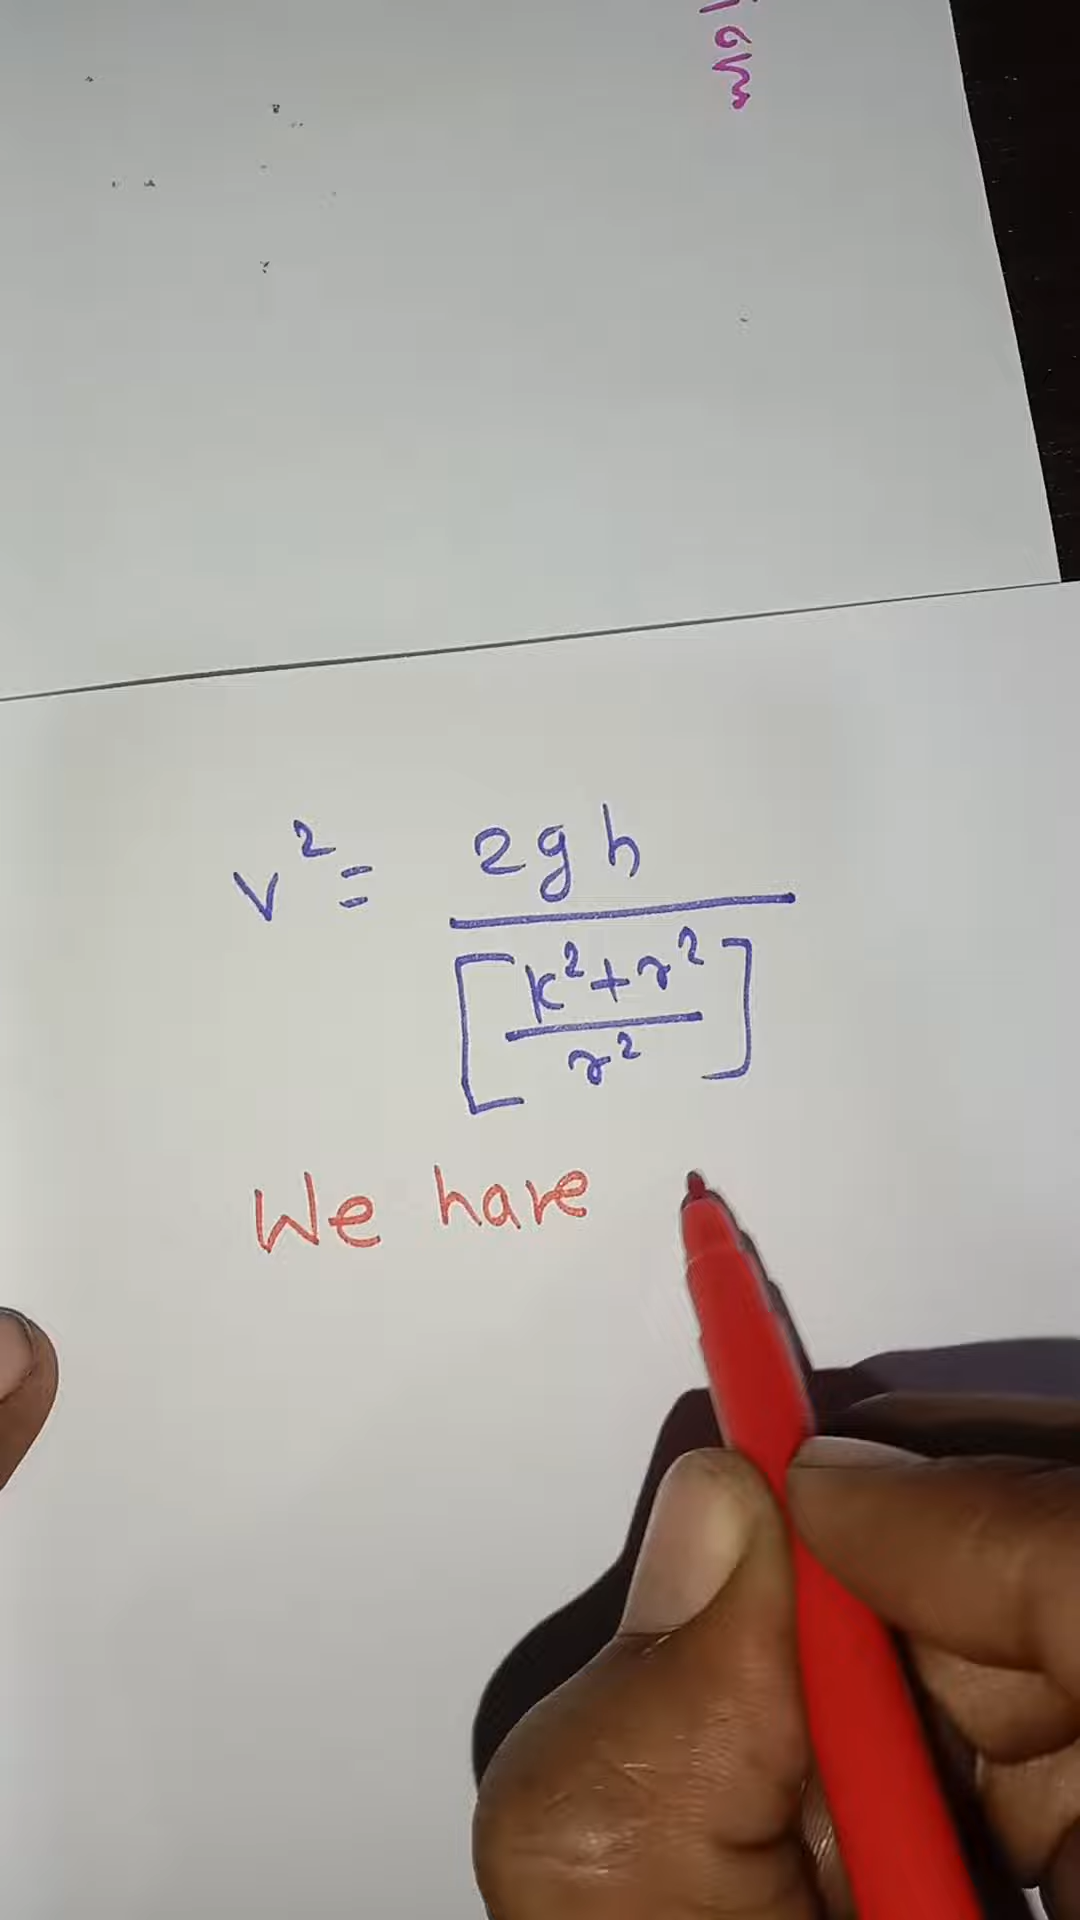 v² = 2gh / [(k²+r²)/r²]
We have